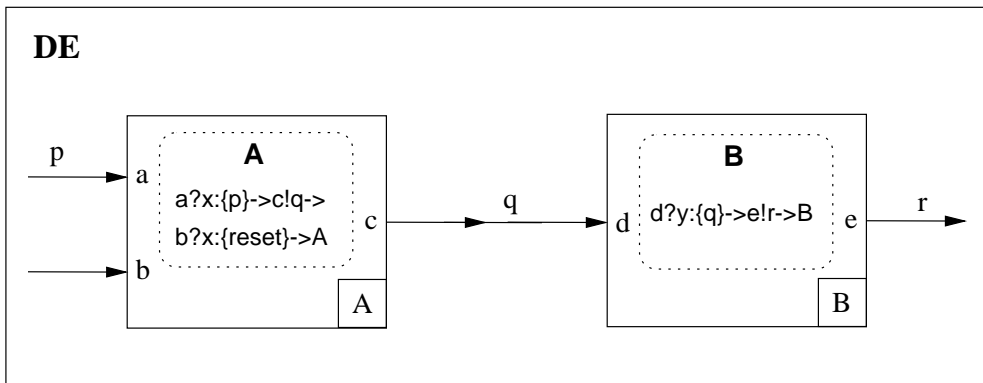 DE
p
a
b
A
a?x:{p}->c!q->
b?x:{reset}->A
c
A
q
d
B
d?y:{q}->e!r->B
e
B
r